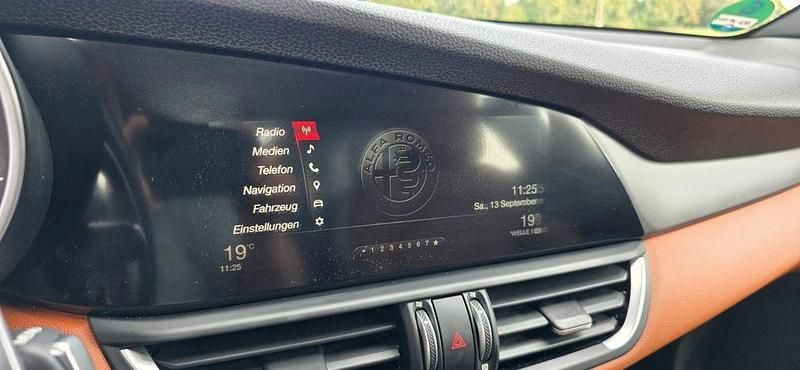 Radio
Medien
Telefon
Navigation
Fahrzeug
Einstellungen
ALFA ROMEO
11:25
Sa., 13 September
19°C
11:25
1 2 3 4 5 6 7